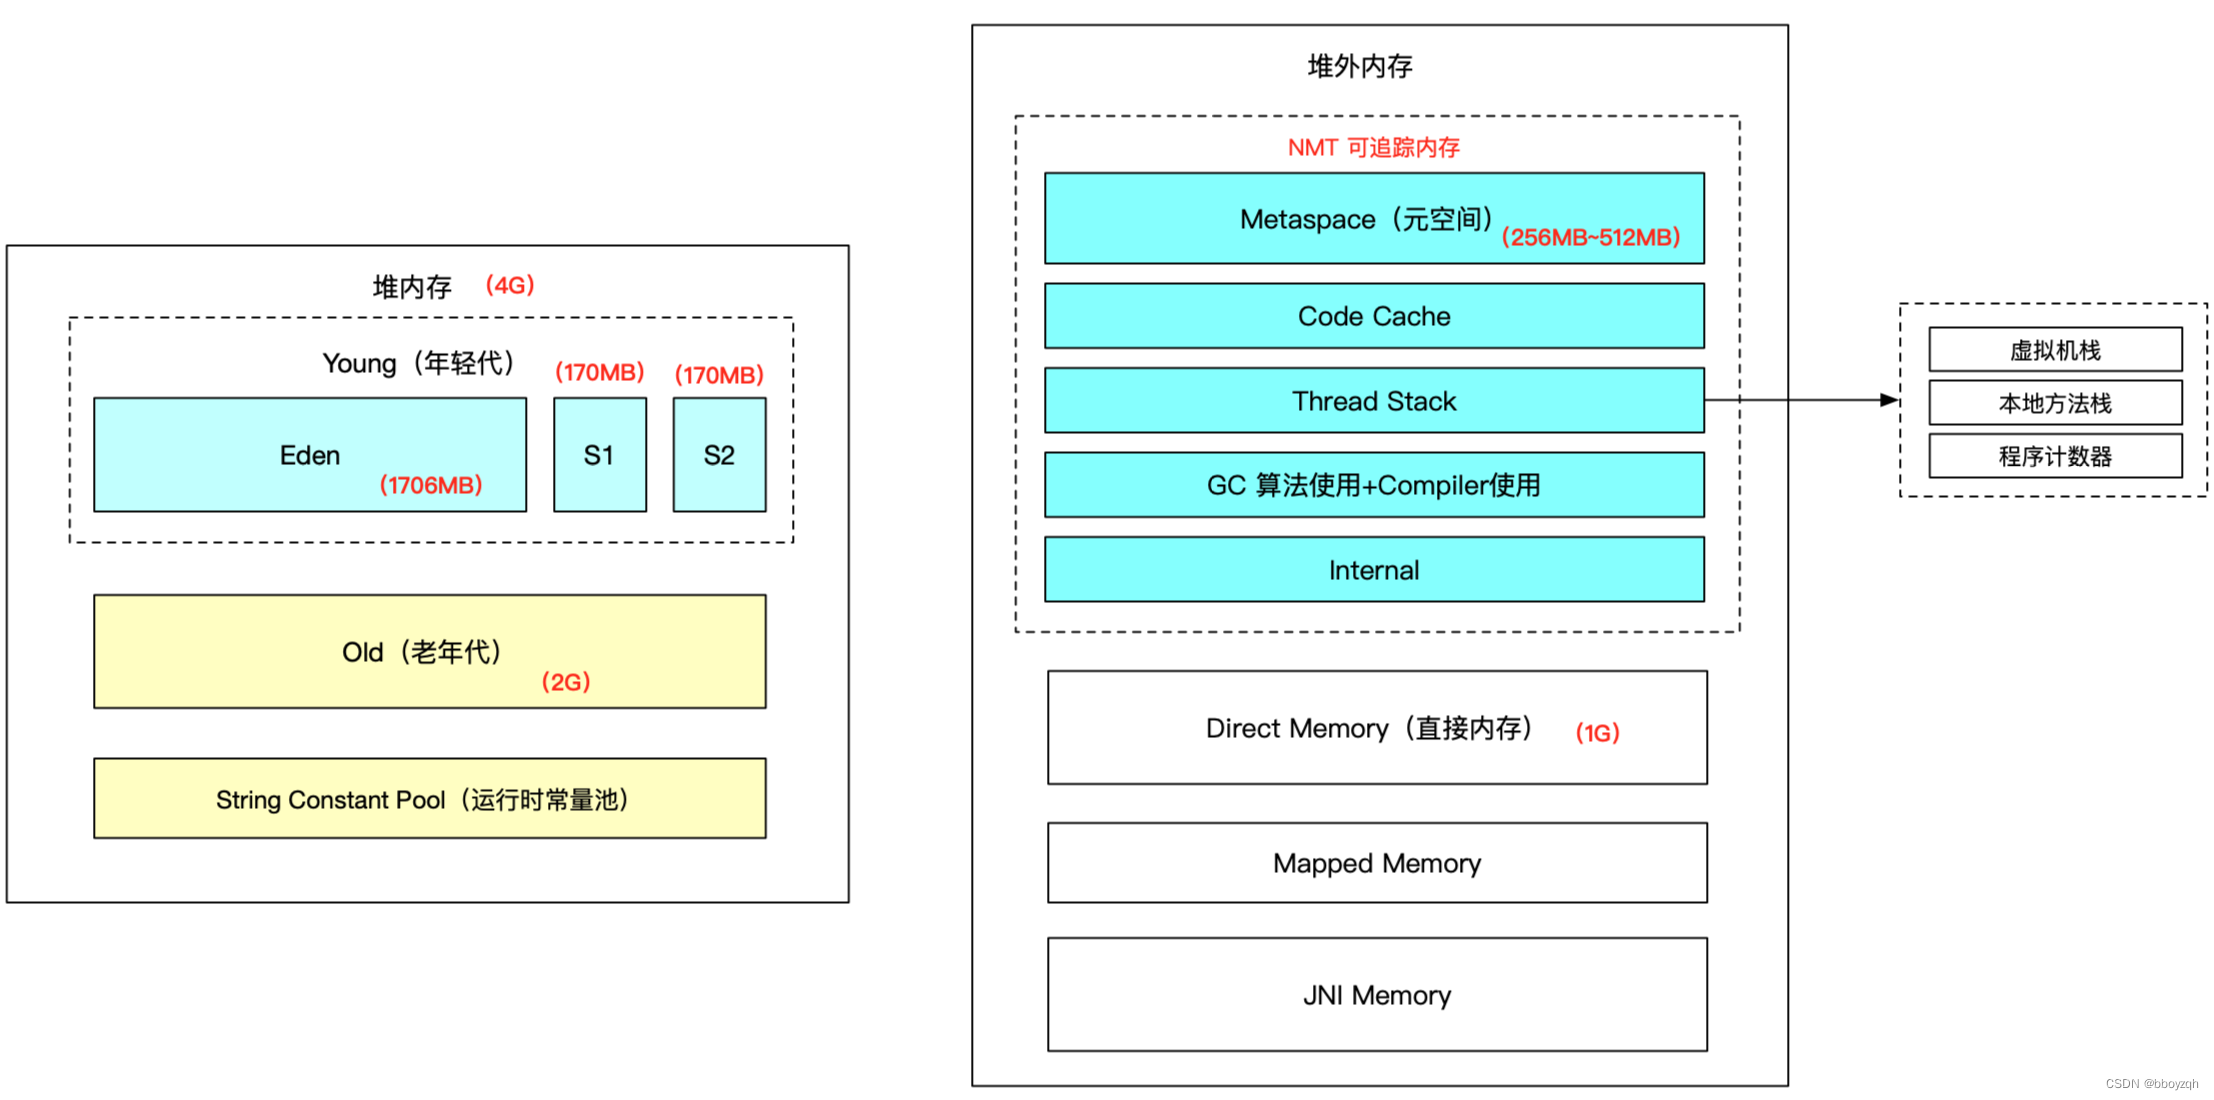 堆内存 (4G)
Young（年轻代）
(170MB)
(170MB)
Eden
(1706MB)
S1
S2
Old（老年代）
(2G)
String Constant Pool（运行时常量池）
堆外内存
NMT 可追踪内存
Metaspace（元空间）
(256MB~512MB)
Code Cache
Thread Stack
GC 算法使用+Compiler使用
Internal
Direct Memory（直接内存） (1G)
Mapped Memory
JNI Memory
虚拟机栈
本地方法栈
程序计数器
CSDN @bboyzqh